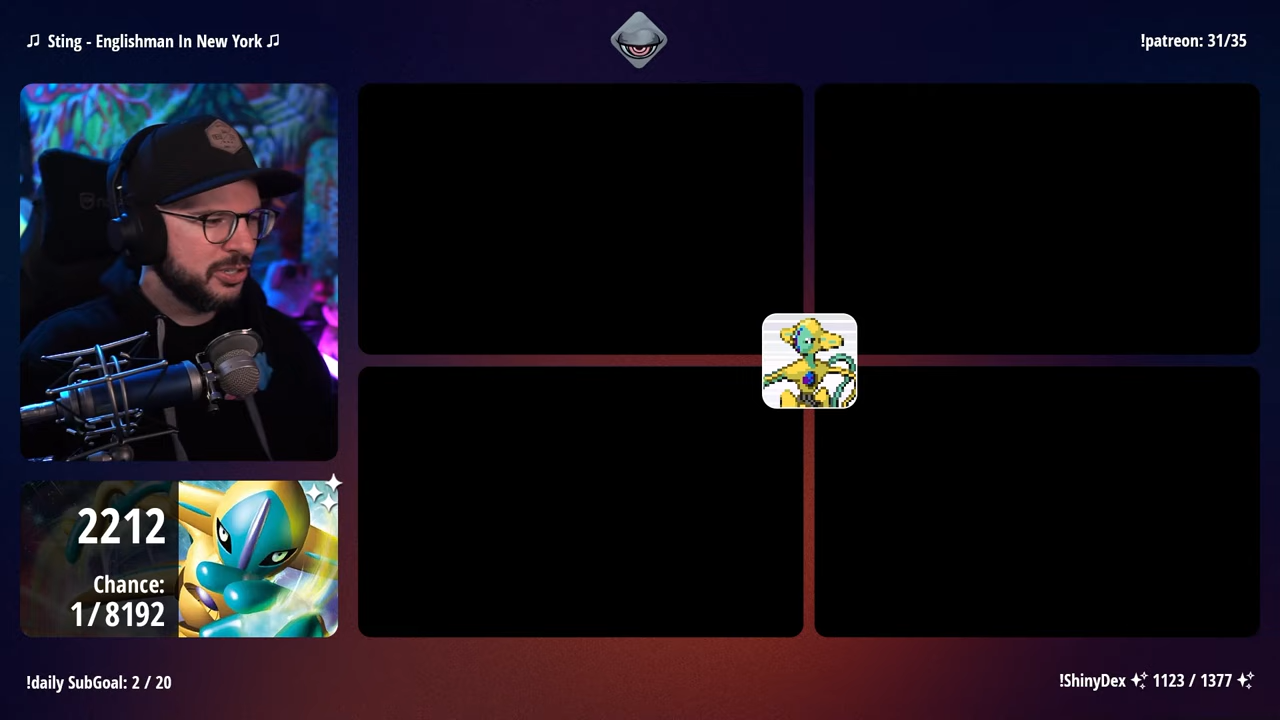 ♫ Sting - Englishman In New York ♫
!patreon: 31/35
2212
Chance:
1/8192
!daily SubGoal: 2 / 20
!ShinyDex ✨ 1123 / 1377 ✨